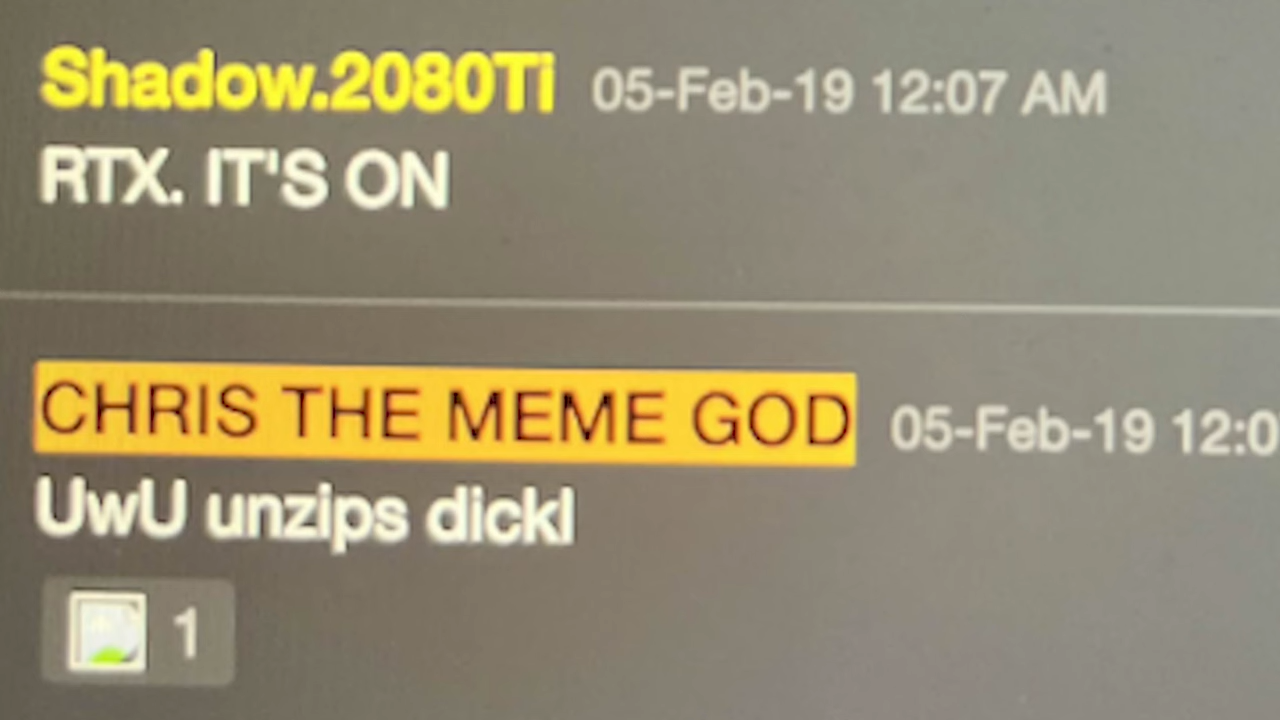 Shadow.2080Ti 05-Feb-19 12:07 AM
RTX. IT'S ON
CHRIS THE MEME GOD 05-Feb-19 12:0
UwU unzips dickl
1